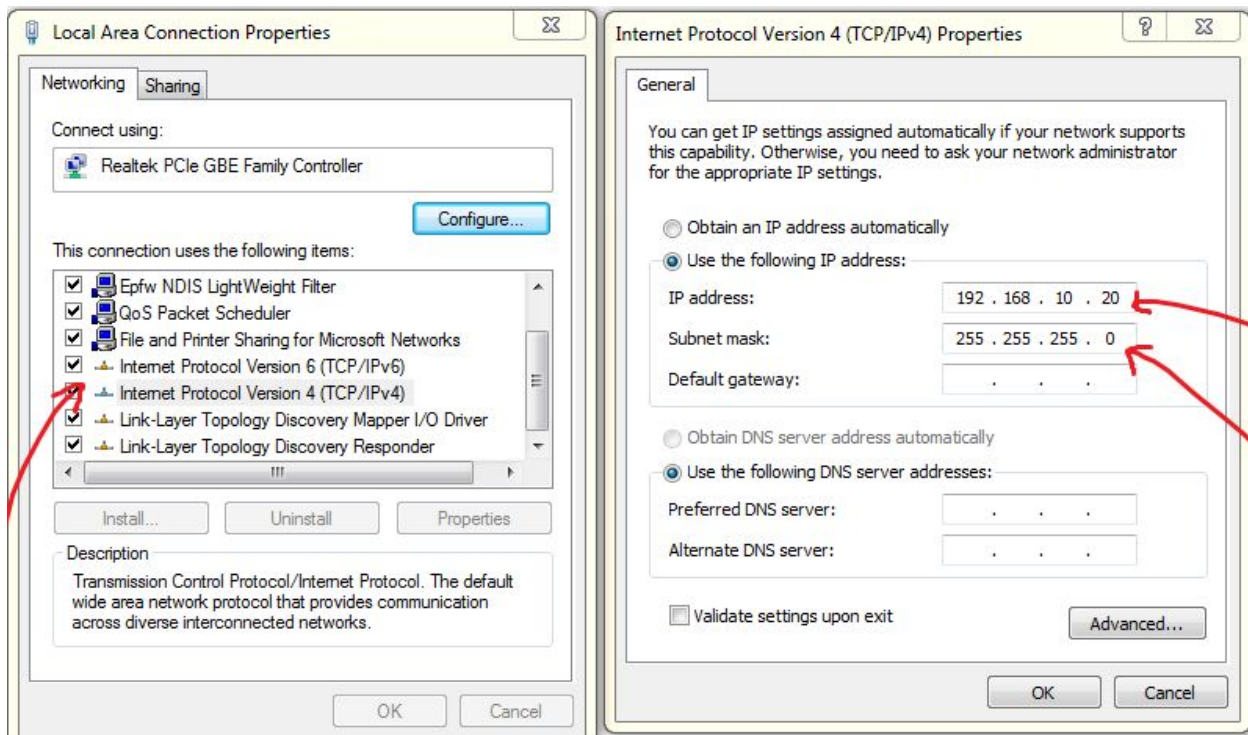 Local Area Connection Properties
Networking
Sharing
Connect using:
Realtek PCIe GBE Family Controller
Configure...
This connection uses the following items:
Epfw NDIS LightWeight Filter
QoS Packet Scheduler
File and Printer Sharing for Microsoft Networks
Internet Protocol Version 6 (TCP/IPv6)
Internet Protocol Version 4 (TCP/IPv4)
Link-Layer Topology Discovery Mapper I/O Driver
Link-Layer Topology Discovery Responder
Install...
Uninstall
Properties
Description
Transmission Control Protocol/Internet Protocol. The default
wide area network protocol that provides communication
across diverse interconnected networks.
OK
Cancel
Internet Protocol Version 4 (TCP/IPv4) Properties
?
General
You can get IP settings assigned automatically if your network supports
this capability. Otherwise, you need to ask your network administrator
for the appropriate IP settings.
Obtain an IP address automatically
Use the following IP address:
IP address:
192 . 168 . 10 . 20
Subnet mask:
255 . 255 . 255 . 0
Default gateway:
. . .
Obtain DNS server address automatically
Use the following DNS server addresses:
Preferred DNS server:
. . .
Alternate DNS server:
. . .
Validate settings upon exit
Advanced...
OK
Cancel